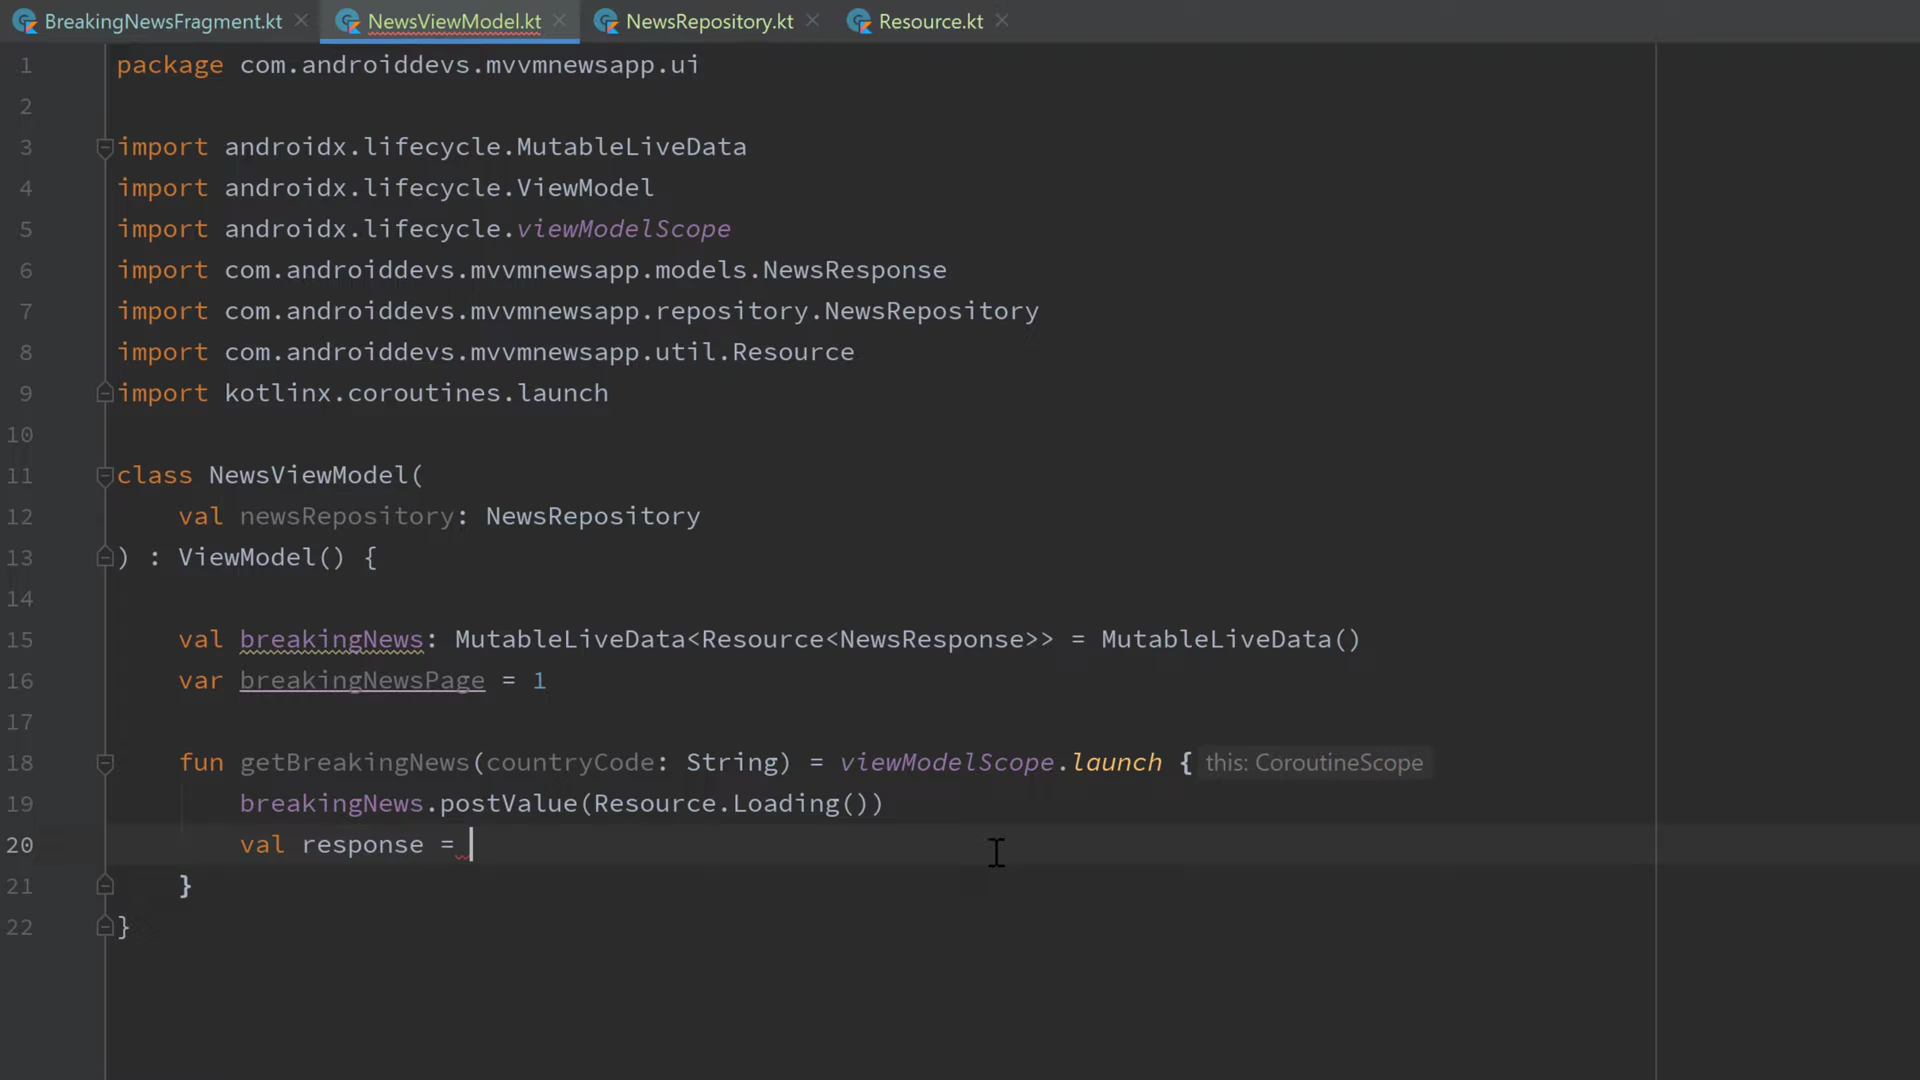 BreakingNewsFragment.kt NewsViewModel.kt NewsRepository.kt Resource.kt
1 package com.androiddevs.mvvmnewsapp.ui
2
3 import androidx.lifecycle.MutableLiveData
4 import androidx.lifecycle.ViewModel
5 import androidx.lifecycle.viewModelScope
6 import com.androiddevs.mvvmnewsapp.models.NewsResponse
7 import com.androiddevs.mvvmnewsapp.repository.NewsRepository
8 import com.androiddevs.mvvmnewsapp.util.Resource
9 import kotlinx.coroutines.launch
10
11 class NewsViewModel(
12 val newsRepository: NewsRepository
13 ) : ViewModel() {
14
15 val breakingNews: MutableLiveData<Resource<NewsResponse>> = MutableLiveData()
16 var breakingNewsPage = 1
17
18 fun getBreakingNews(countryCode: String) = viewModelScope.launch { this: CoroutineScope
19 breakingNews.postValue(Resource.Loading())
20 val response =
21 }
22 }